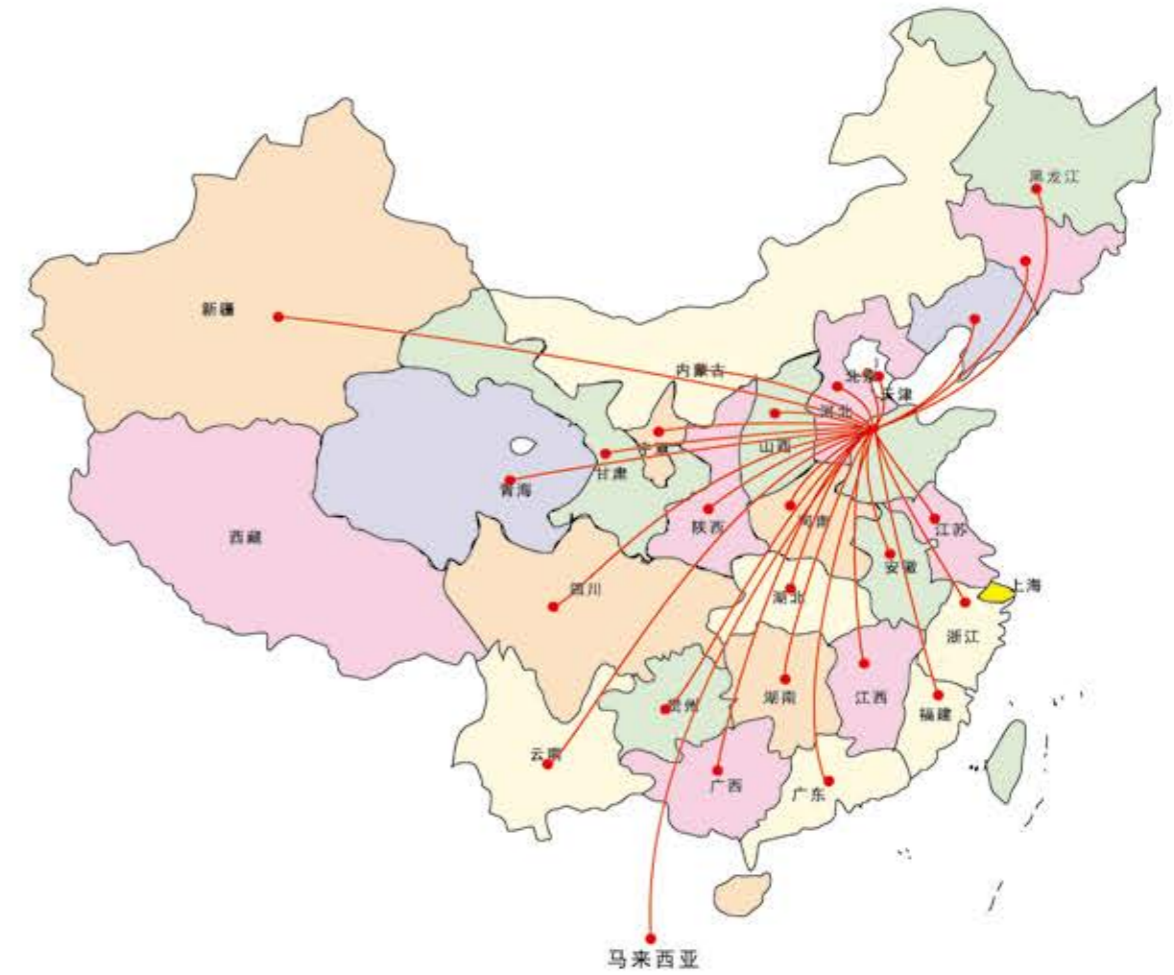 黑龙江
新疆
内蒙古
北京
天津
河北
山西
宁夏
甘肃
青海
陕西
河南
江苏
西藏
安徽
四川
上海
湖北
浙江
湖南
江西
贵州
福建
云南
广西
广东
马来西亚